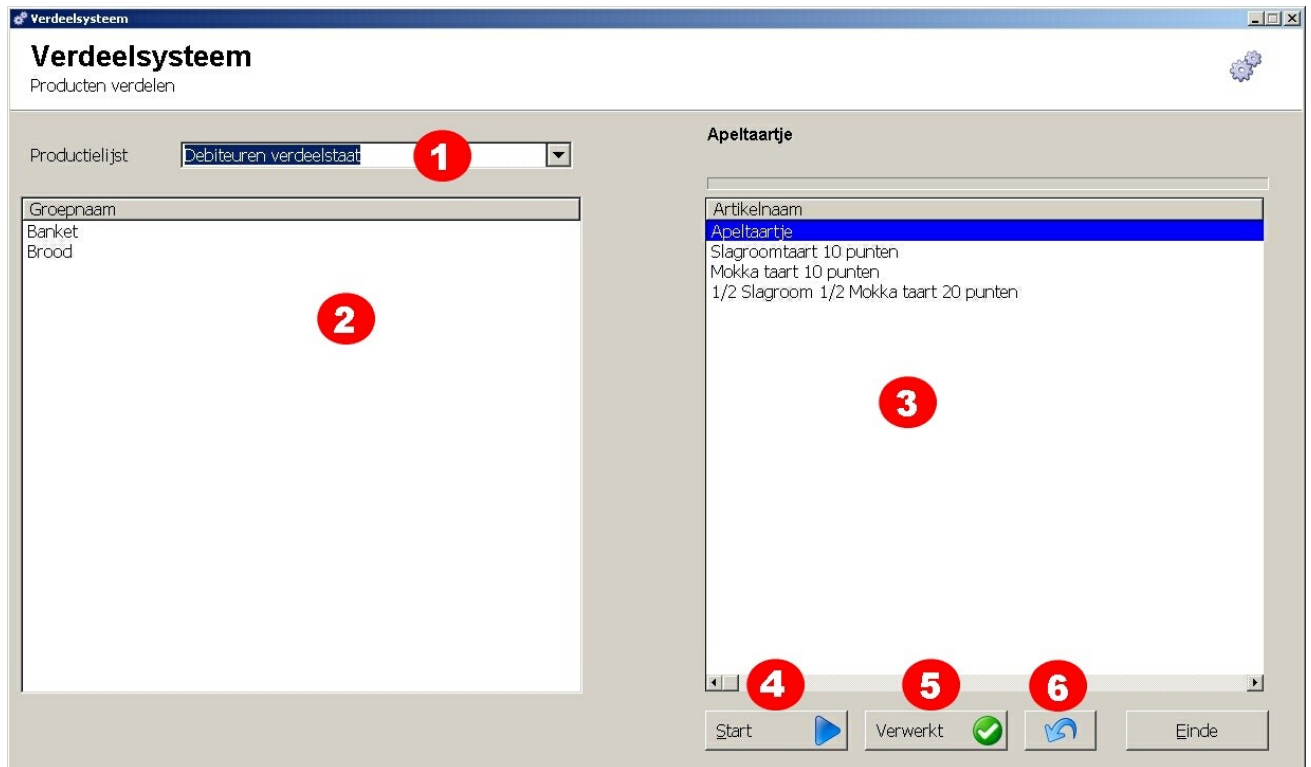 Verdeelsysteem
Verdeelsysteem
Producten verdelen
Productielijst
Debiteuren verdeelstaat
1
Groepnaam
Banket
Brood
2
Apeltaartje
Artikelnaam
Apeltaartje
Slagroomtaart 10 punten
Mokka taart 10 punten
1/2 Slagroom 1/2 Mokka taart 20 punten
3
4
5
6
Start
Verwerkt
Einde